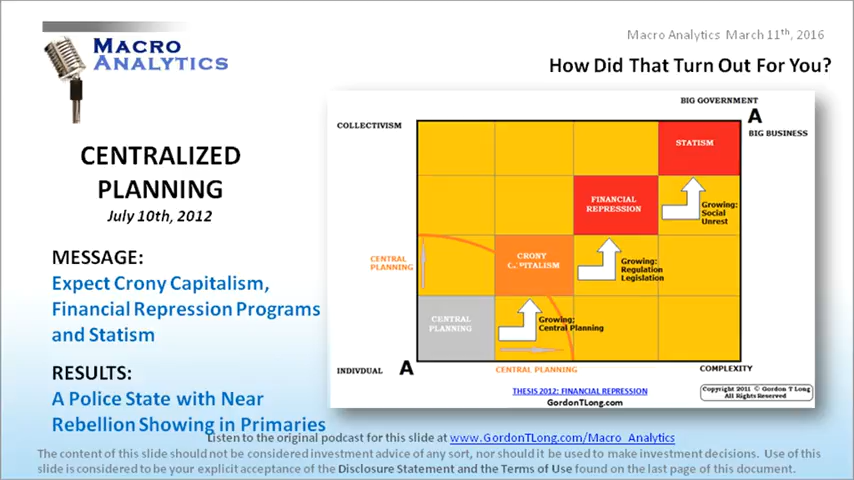 MACRO
ANALYTICS
Macro Analytics March 11th, 2016
How Did That Turn Out For You?
CENTRALIZED
PLANNING
July 10th, 2012
MESSAGE:
Expect Crony Capitalism,
Financial Repression Programs
and Statism
RESULTS:
A Police State with Near
Rebellion Showing in Primaries
BIG GOVERNMENT
A
COLLECTIVISM
BIG BUSINESS
STATISM
FINANCIAL
REPRESSION
Growing:
Social
Unrest
CENTRAL
PLANNING
CRONY
CAPITALISM
Growing:
Regulation
Legislation
CENTRAL
PLANNING
Growing:
Central Planning
INDIVDUAL
A
CENTRAL PLANNING
COMPLEXITY
THESIS 2012: FINANCIAL REPRESSION
GordonTLong.com
Copyright 2011 © Gordon T Long
All Rights Reserved
Listen to the original podcast for this slide at www.GordonTLong.com/Macro_Analytics
The content of this slide should not be considered investment advice of any sort, nor should it be used to make investment decisions. Use of this
slide is considered to be your explicit acceptance of the Disclosure Statement and the Terms of Use found on the last page of this document.